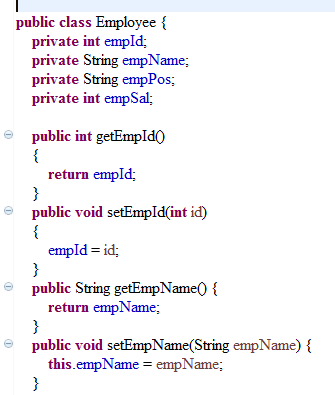 public class Employee {
private int empId;
private String empName;
private String empPos;
private int empSal;
public int getEmpId()
{
return empId;
}
public void setEmpId(int id)
{
empId = id;
}
public String getEmpName() {
return empName;
}
public void setEmpName(String empName) {
this.empName = empName;
}